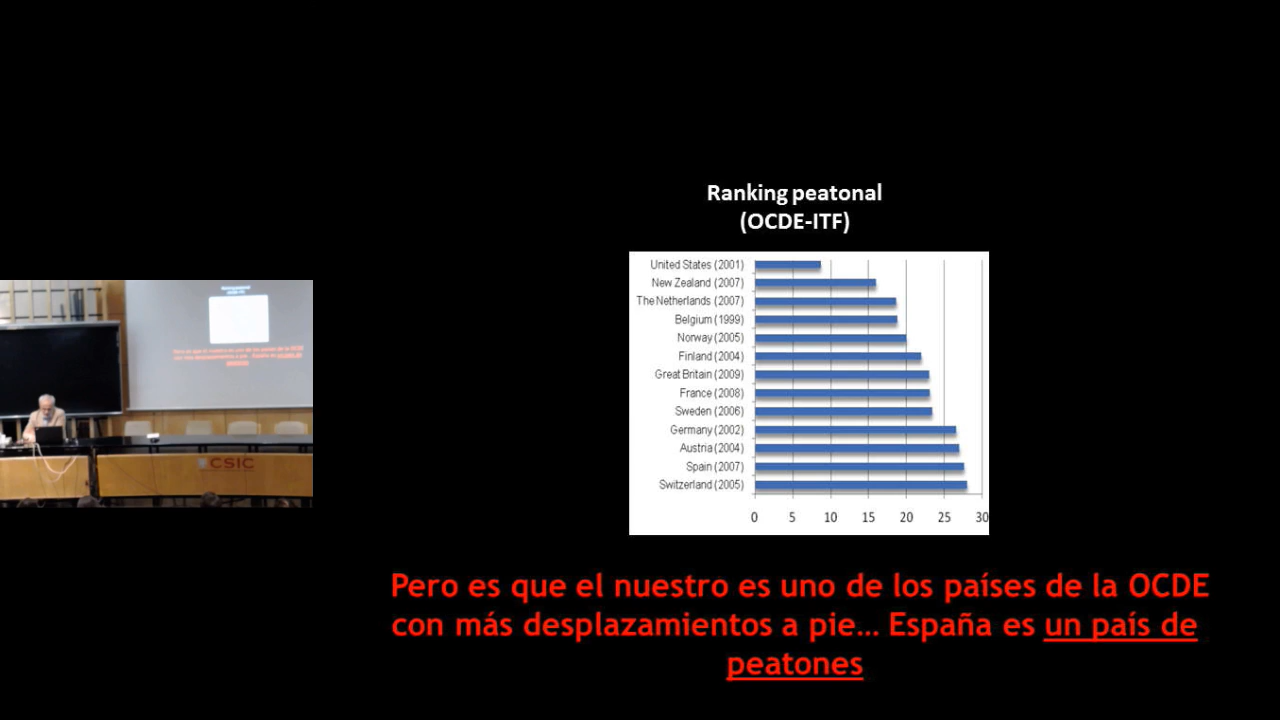 Ranking peatonal
(OCDE-ITF)
United States (2001)
New Zealand (2007)
The Netherlands (2007)
Belgium (1999)
Norway (2005)
Finland (2004)
Great Britain (2009)
France (2008)
Sweden (2006)
Germany (2002)
Austria (2004)
Spain (2007)
Switzerland (2005)
0 5 10 15 20 25 30
Pero es que el nuestro es uno de los países de la OCDE
con más desplazamientos a pie... España es un país de
peatones
CSIC